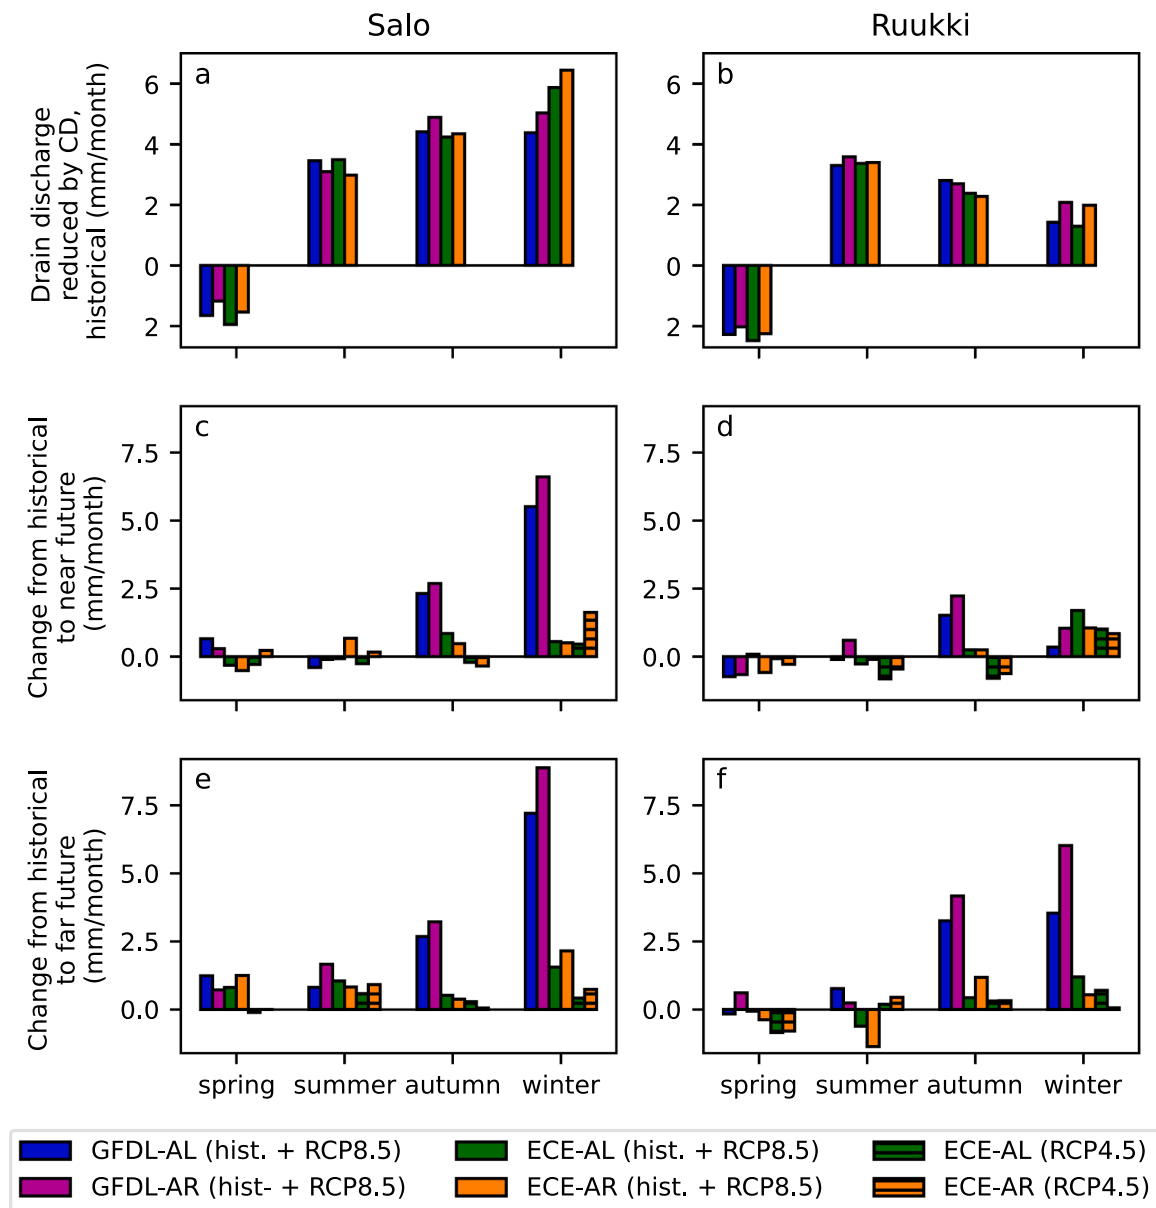 Salo
Ruukki
Drain discharge
reduced by CD,
historical (mm/month)
a
6
4
2
0
2
b
6
4
2
0
2
Change from historical
to near future
(mm/month)
c
7.5
5.0
2.5
0.0
d
7.5
5.0
2.5
0.0
Change from historical
to far future
(mm/month)
e
7.5
5.0
2.5
0.0
f
7.5
5.0
2.5
0.0
spring summer autumn winter
spring summer autumn winter
GFDL-AL (hist. + RCP8.5)
GFDL-AR (hist- + RCP8.5)
ECE-AL (hist. + RCP8.5)
ECE-AR (hist. + RCP8.5)
ECE-AL (RCP4.5)
ECE-AR (RCP4.5)